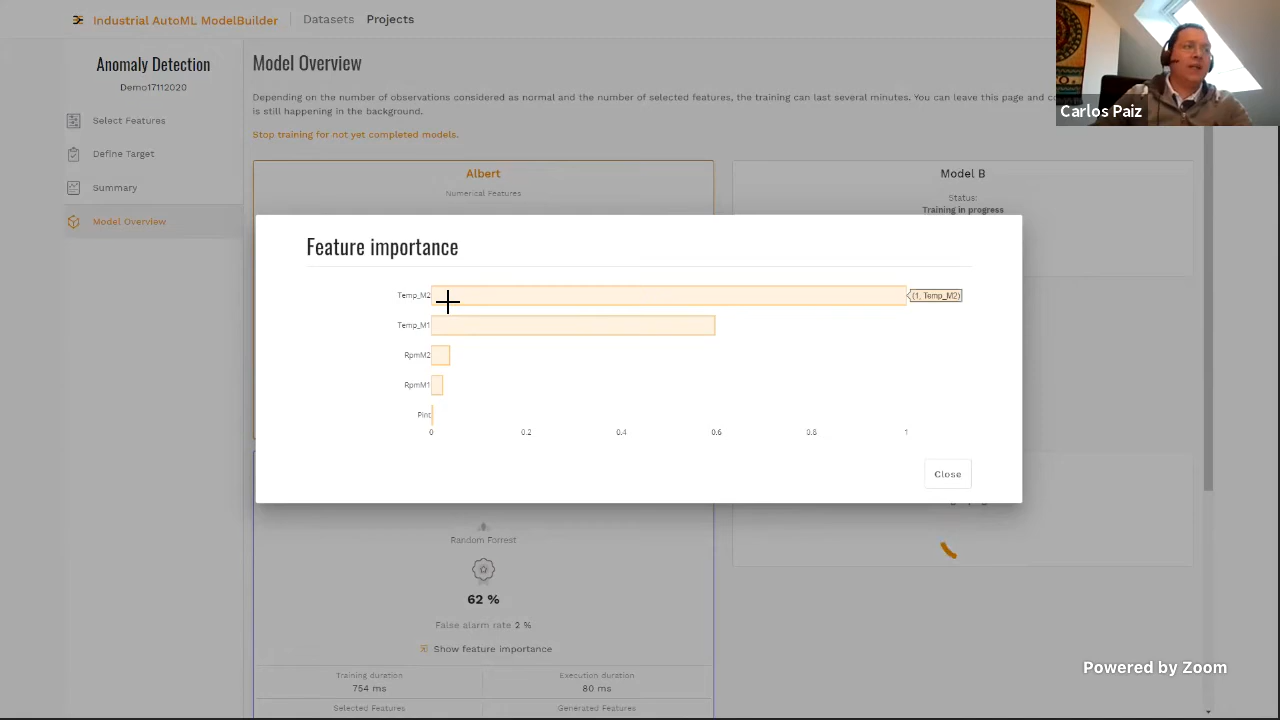 Industrial AutoML ModelBuilder
Datasets
Projects
Carlos Paiz
Anomaly Detection
Demo17112020
Select Features
Define Target
Summary
Model Overview
Model Overview
Depending on the number of observations considered as normal and the number of selected features, the training can last several minutes. You can leave this page and
is still happening in the background.
Stop training for not yet completed models.
Albert
Numerical Features
Model B
Status:
Training in progress
Feature importance
Temp_M2
(1, Temp_M2)
Temp_M1
RpmM2
RpmM1
Pint
0 0.2 0.4 0.6 0.8 1
Close
Random Forrest
62 %
False alarm rate 2 %
Show feature importance
Training duration
754 ms
Execution duration
80 ms
Selected Features
Generated Features
Powered by Zoom